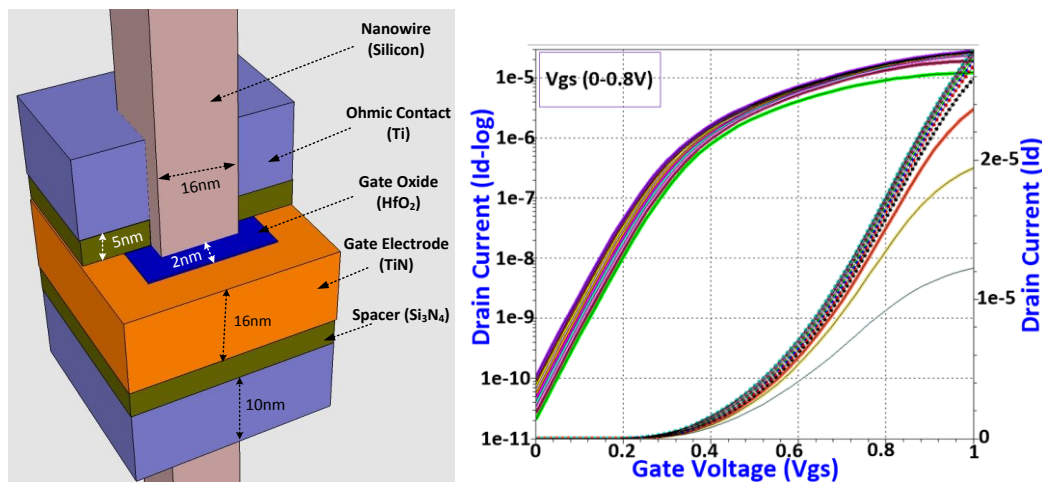 Nanowire
(Silicon)
Ohmic Contact
(Ti)
16nm
Gate Oxide
(HfO₂)
5nm
2nm
Gate Electrode
(TiN)
16nm
Spacer (Si₃N₄)
10nm
Drain Current (Id-log)
1e-5
1e-6
1e-7
1e-8
1e-9
1e-10
1e-11
Vgs (0-0.8V)
0
0.2
0.4
0.6
0.8
1
Gate Voltage (Vgs)
2e-5
1e-5
0
Drain Current (Id)